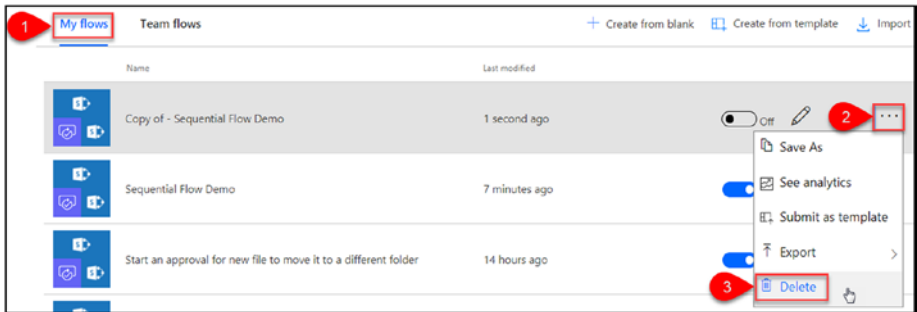 1 My flows Team flows + Create from blank Create from template Import
Name Last modified
Copy of - Sequential Flow Demo 1 second ago Off 2 ...
Save As
See analytics
Sequential Flow Demo 7 minutes ago
Submit as template
Export
Start an approval for new file to move it to a different folder 14 hours ago
3 Delete